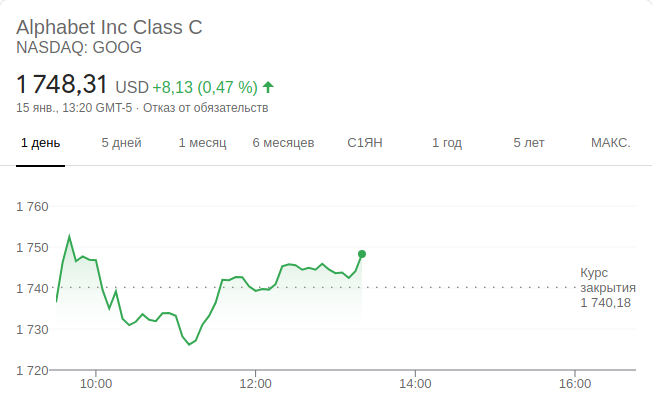 Alphabet Inc Class C
NASDAQ: GOOG
1 748,31 USD +8,13 (0,47 %)
15 янв., 13:20 GMT-5 · Отказ от обязательств
1 день 5 дней 1 месяц 6 месяцев С1ЯН 1 год 5 лет МАКС.
1 760
1 750
1 740
1 730
1 720
Курс
закрытия
1 740,18
10:00 12:00 14:00 16:00